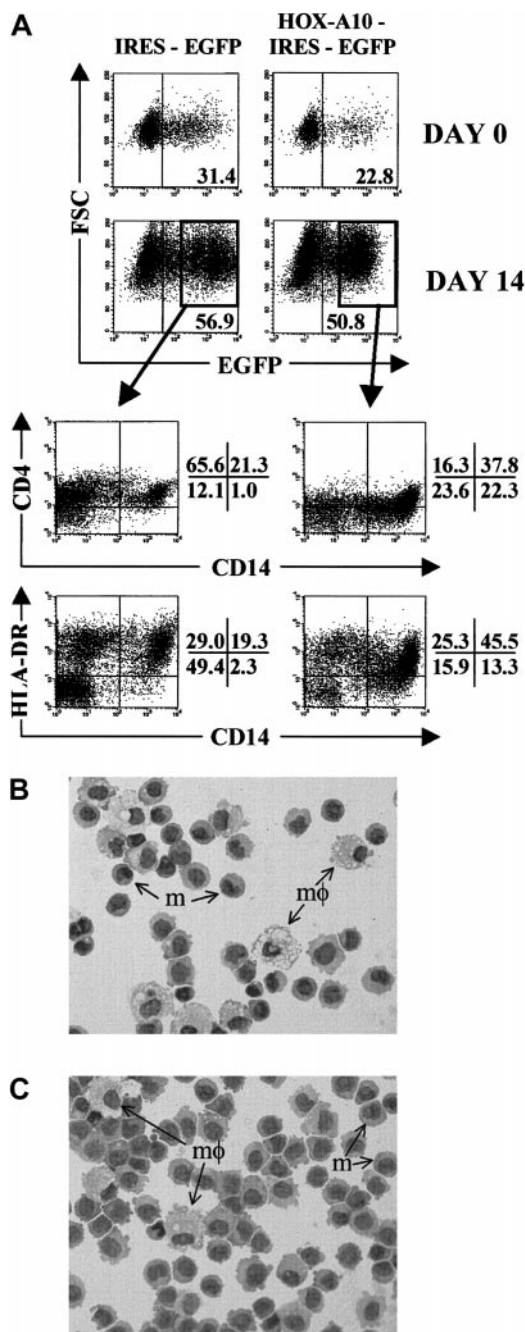 A
IRES - EGFP
HOX-A10 -
IRES - EGFP
31.4
22.8
DAY 0
FSC
56.9
50.8
DAY 14
EGFP
CD4
65.6 21.3
12.1 1.0
16.3 37.8
23.6 22.3
CD14
HLA-DR
29.0 19.3
49.4 2.3
25.3 45.5
15.9 13.3
CD14
B
m
mϕ
C
mϕ
m